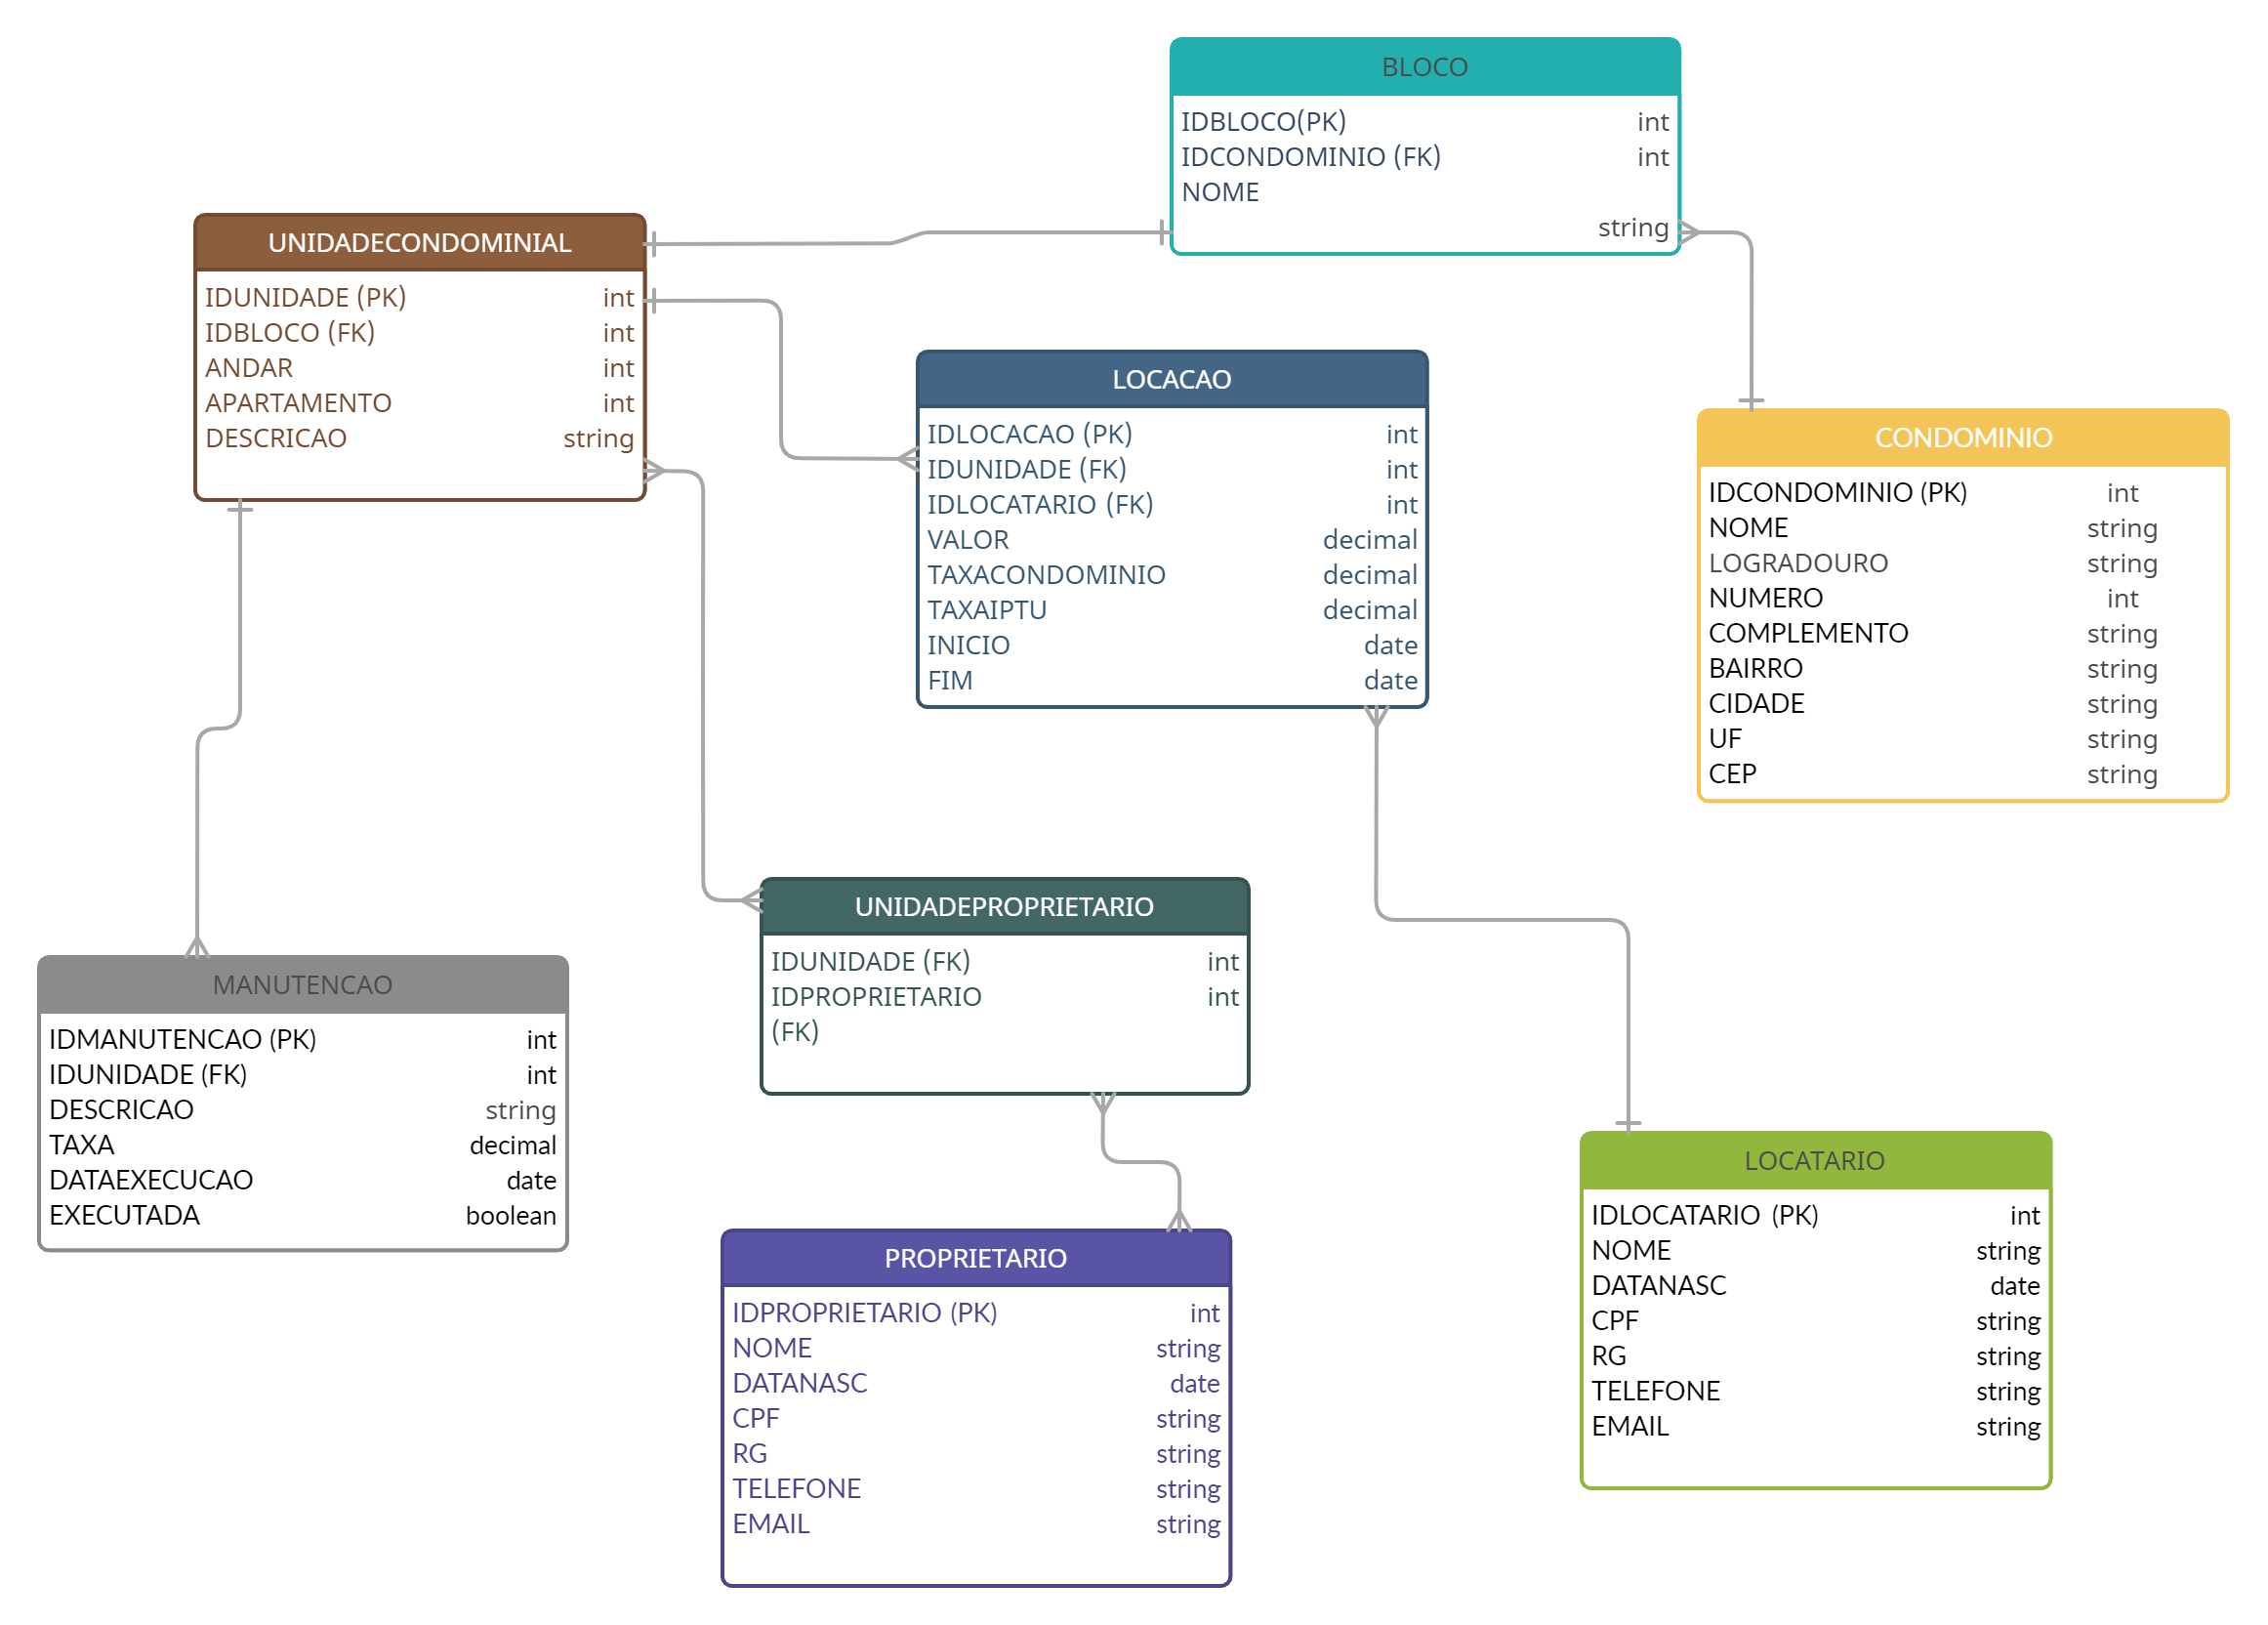 BLOCO
IDBLOCO(PK) int
IDCONDOMINIO (FK) int
NOME
string
UNIDADECONDOMINIAL
IDUNIDADE (PK) int
IDBLOCO (FK) int
ANDAR int
APARTAMENTO int
DESCRICAO string
LOCACAO
IDLOCACAO (PK) int
IDUNIDADE (FK) int
IDLOCATARIO (FK) int
VALOR decimal
TAXACONDOMINIO decimal
TAXAIPTU decimal
INICIO date
FIM date
CONDOMINIO
IDCONDOMINIO (PK) int
NOME string
LOGRADOURO string
NUMERO int
COMPLEMENTO string
BAIRRO string
CIDADE string
UF string
CEP string
UNIDADEPROPRIETARIO
IDUNIDADE (FK) int
IDPROPRIETARIO int
(FK)
MANUTENCAO
IDMANUTENCAO (PK) int
IDUNIDADE (FK) int
DESCRICAO string
TAXA decimal
DATAEXECUCAO date
EXECUTADA boolean
PROPRIETARIO
IDPROPRIETARIO (PK) int
NOME string
DATANASC date
CPF string
RG string
TELEFONE string
EMAIL string
LOCATARIO
IDLOCATARIO (PK) int
NOME string
DATANASC date
CPF string
RG string
TELEFONE string
EMAIL string